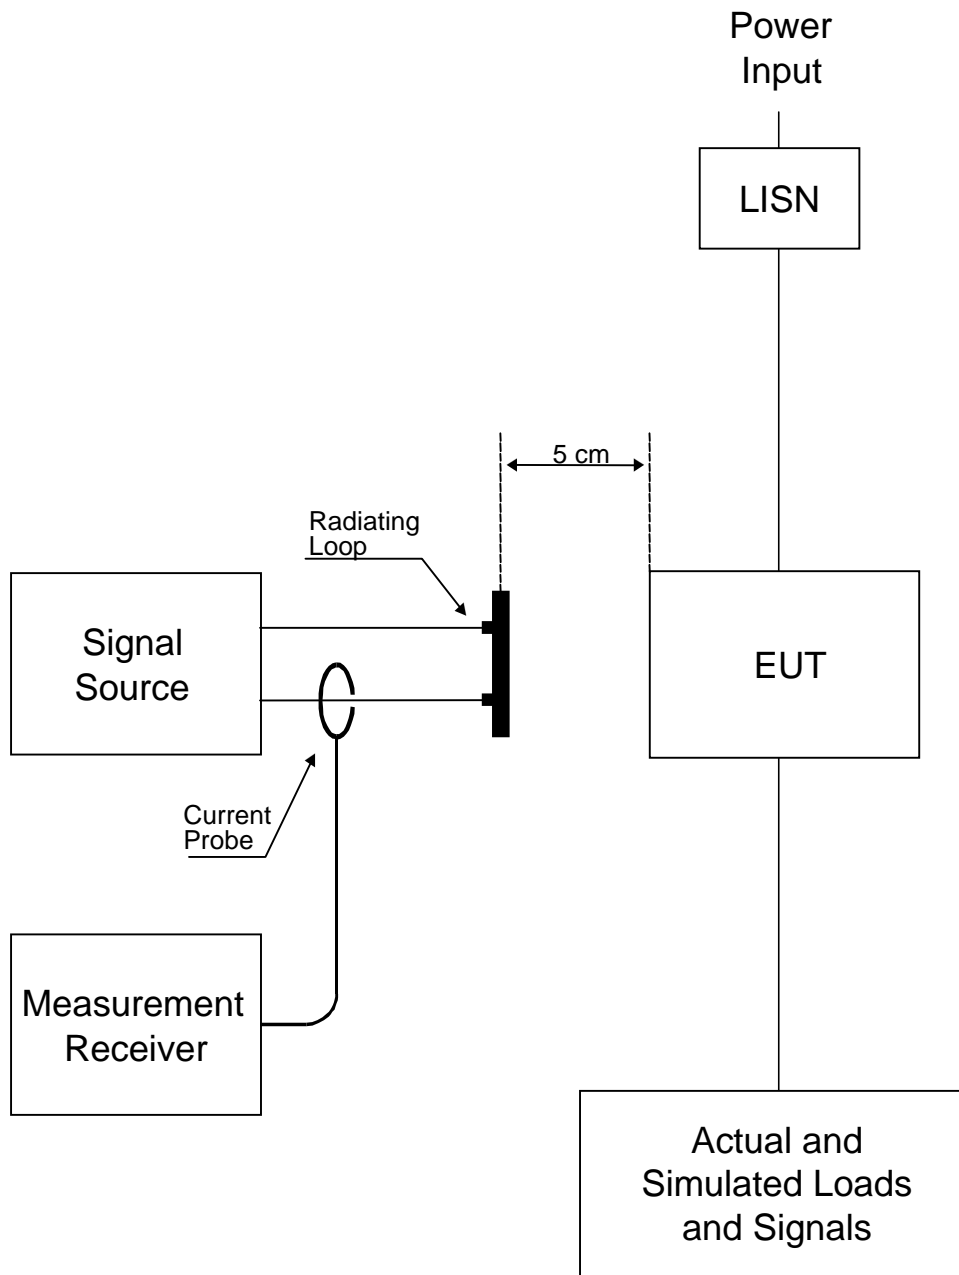 Power
Input
LISN
5 cm
Radiating
Loop
Signal
Source
EUT
Current
Probe
Measurement
Receiver
Actual and
Simulated Loads
and Signals